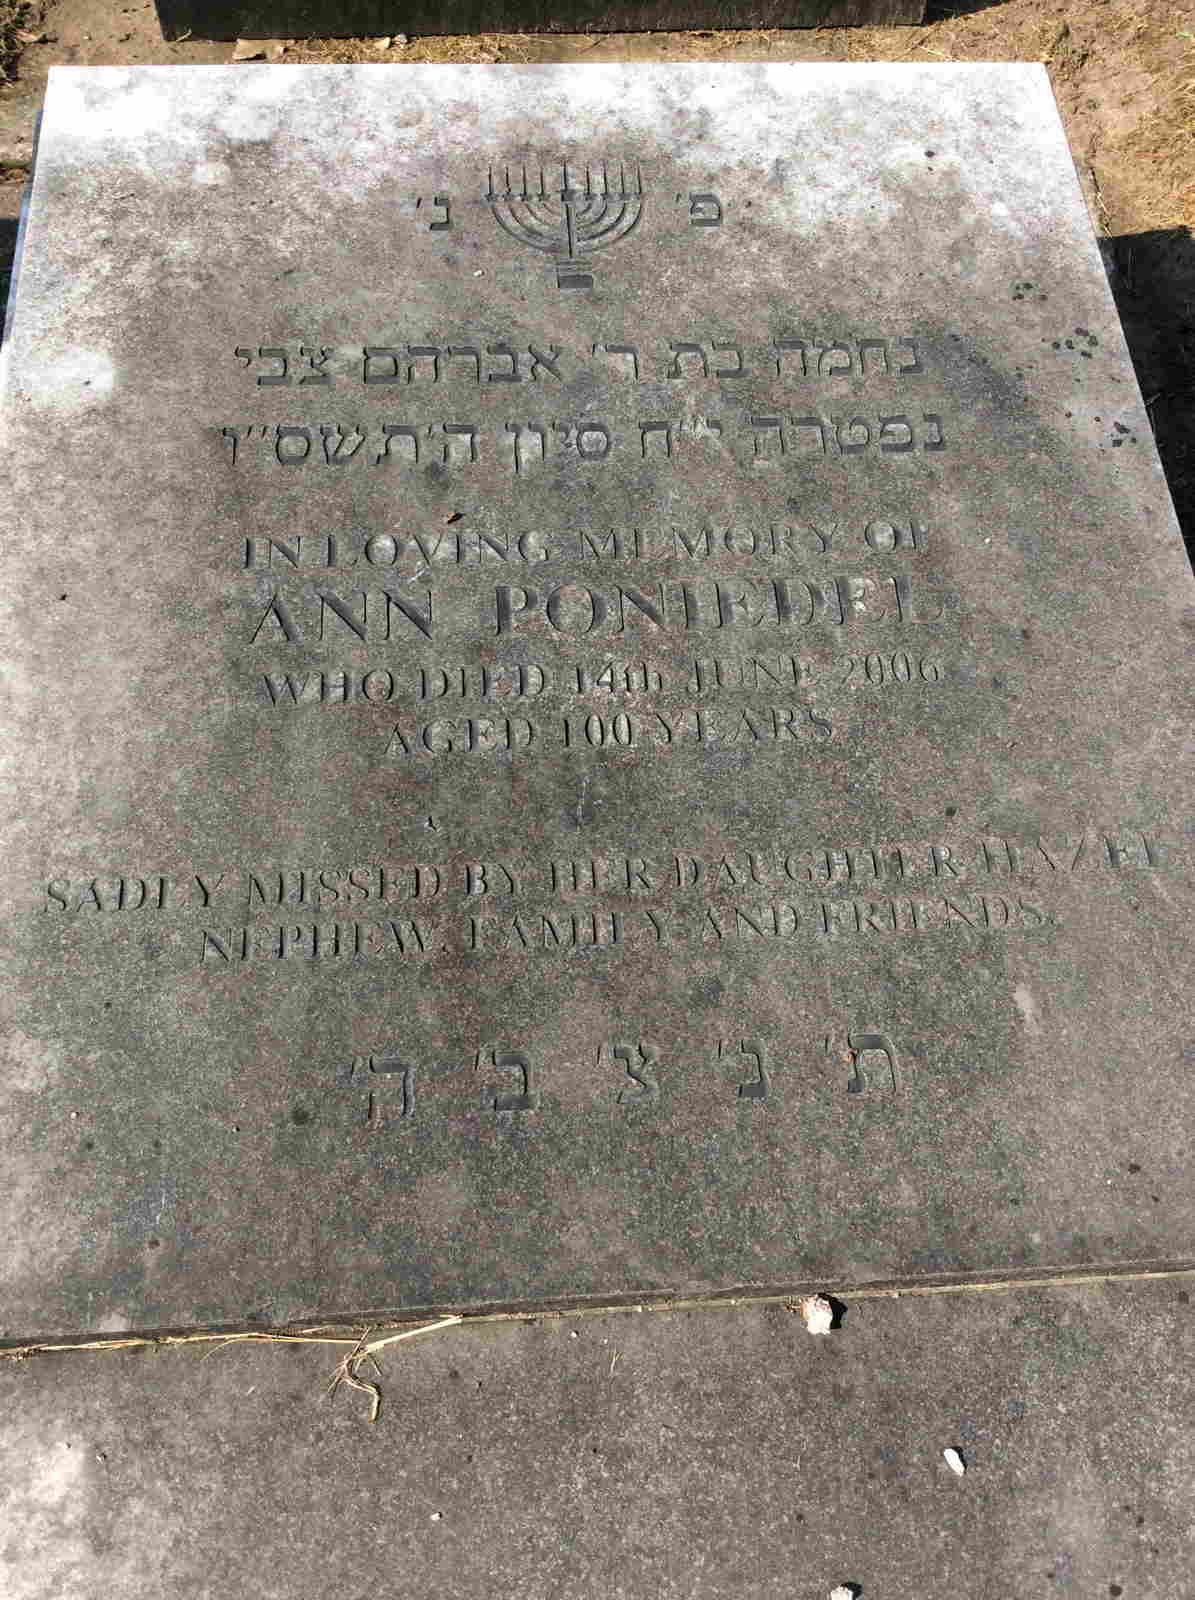 פ׳ נ׳
נחמה בת ר׳ אברהם צבי
נפטרה י״ח סיון ה׳תשס״ו
IN LOVING MEMORY OF
ANN PONIEDEL
WHO DIED 14th JUNE 2006
AGED 100 YEARS
SADLY MISSED BY HER DAUGHTER HAZEL
NEPHEW, FAMILY AND FRIENDS.
ת׳ נ׳ צ׳ ב׳ ה׳